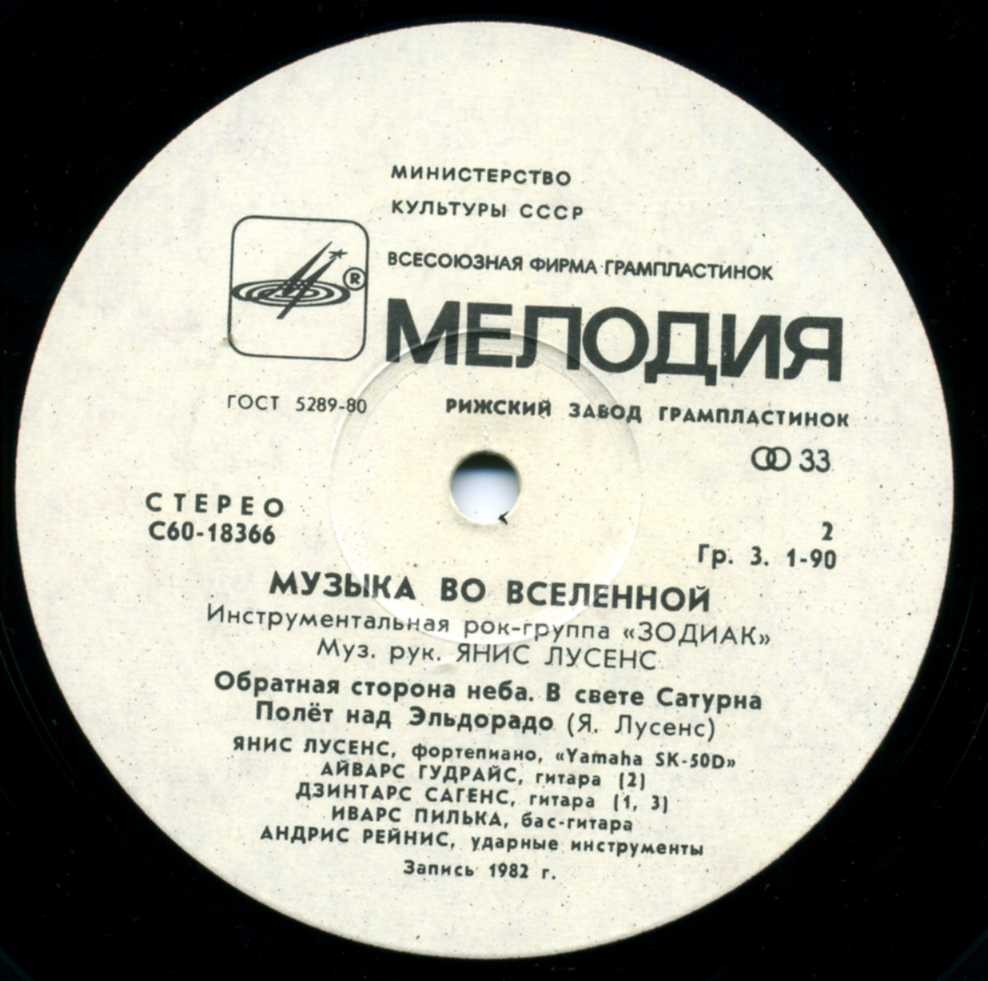 МИНИСТЕРСТВО
КУЛЬТУРЫ СССР
ВСЕСОЮЗНАЯ ФИРМА ГРАМПЛАСТИНОК
®
МЕЛОДИЯ
ГОСТ 5289-80
РИЖСКИЙ ЗАВОД ГРАМПЛАСТИНОК
33
СТЕРЕО
С60-18366
2
Гр. 3. 1-90
МУЗЫКА ВО ВСЕЛЕННОЙ
Инструментальная рок-группа «ЗОДИАК»
Муз. рук. ЯНИС ЛУСЕНС
Обратная сторона неба. В свете Сатурна
Полёт над Эльдорадо (Я. Лусенс)
ЯНИС ЛУСЕНС, фортепиано, «Yamaha SK-50D»
АЙВАРС ГУДРАЙС, гитара (2)
ДЗИНТАРС САГЕНС, гитара (1, 3)
ИВАРС ПИЛЬКА, бас-гитара
АНДРИС РЕЙНИС, ударные инструменты
Запись 1982 г.